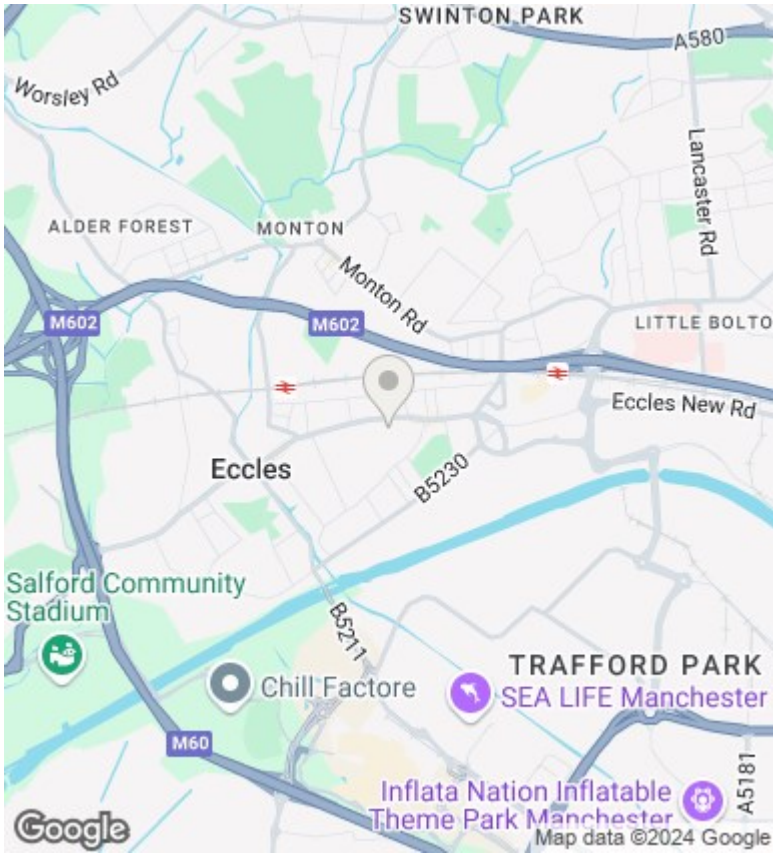 SWINTON PARK
A580
Worsley Rd
Lancaster Rd
ALDER FOREST
MONTON
Monton Rd
M602
M602
LITTLE BOLTO
Eccles New Rd
Eccles
B5230
Salford Community
Stadium
B5211
TRAFFORD PARK
Chill Factore
SEA LIFE Manchester
M60
A5181
Inflata Nation Inflatable
Theme Park Manchester
Google
Map data ©2024 Google